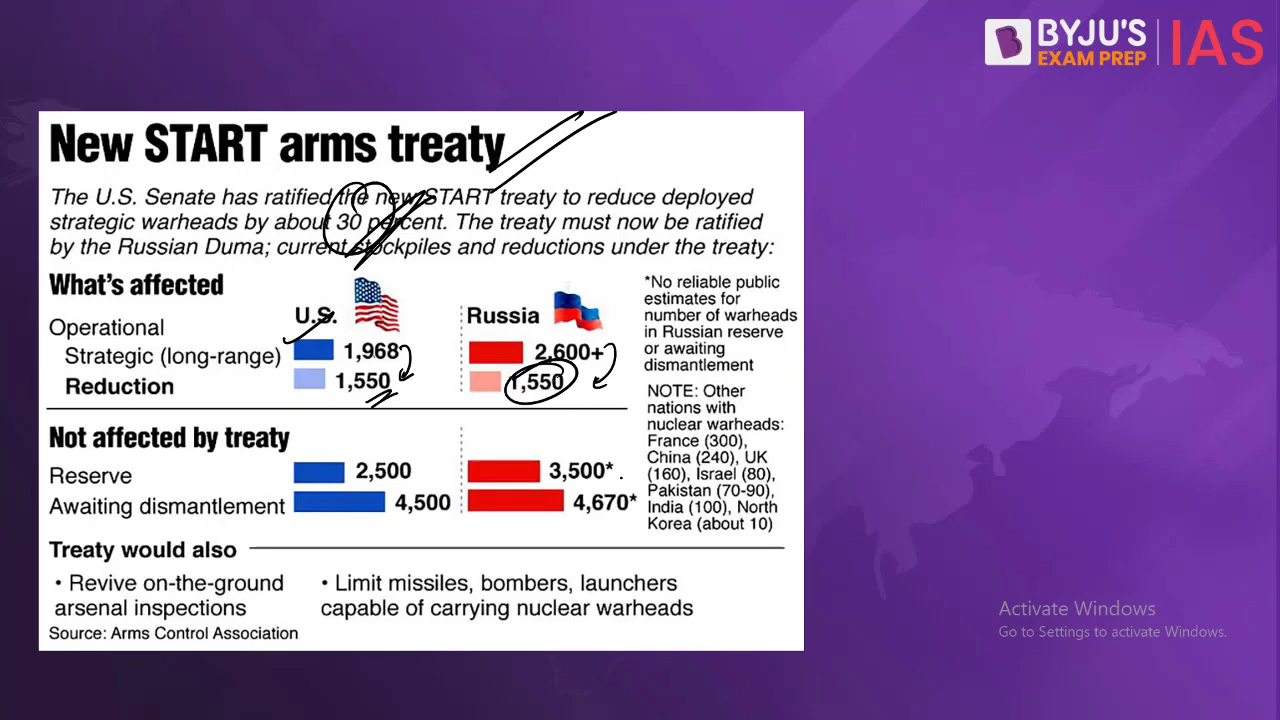 BYJU'S
EXAM PREP
IAS
New START arms treaty
The U.S. Senate has ratified the new START treaty to reduce deployed
strategic warheads by about 30 percent. The treaty must now be ratified
by the Russian Duma; current stockpiles and reductions under the treaty:
What's affected
U.S.
Russia
Operational
Strategic (long-range)
1,968
2,600+
Reduction
1,550
1,550
Not affected by treaty
Reserve
2,500
3,500*
Awaiting dismantlement
4,500
4,670*
*No reliable public
estimates for
number of warheads
in Russian reserve
or awaiting
dismantlement
NOTE: Other
nations with
nuclear warheads:
France (300),
China (240), UK
(160), Israel (80),
Pakistan (70-90),
India (100), North
Korea (about 10)
Treaty would also
• Revive on-the-ground
arsenal inspections
• Limit missiles, bombers, launchers
capable of carrying nuclear warheads
Source: Arms Control Association
Activate Windows
Go to Settings to activate Windows.